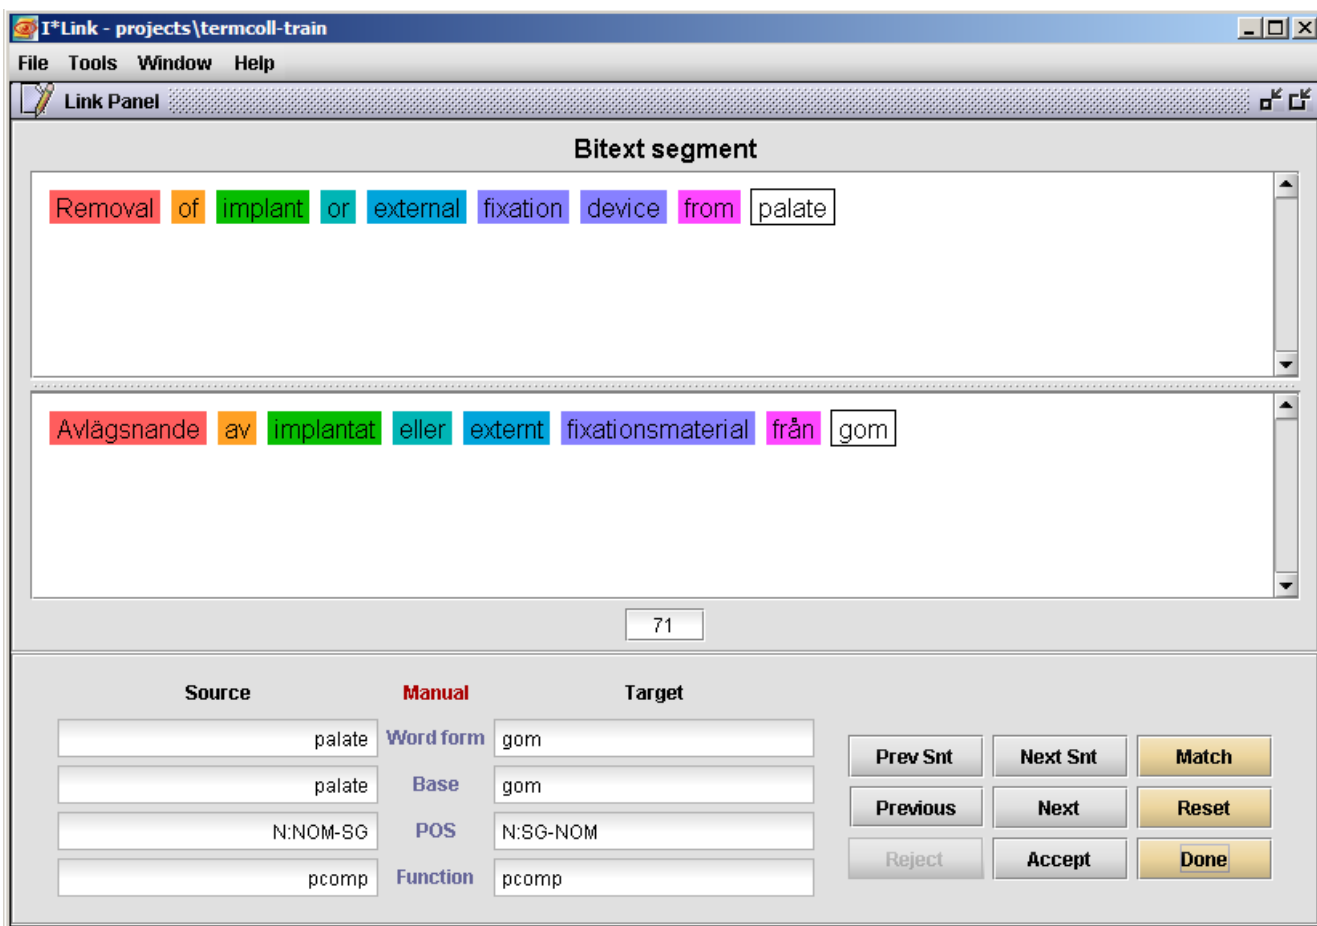 I*Link - projects\termcoll-train
File Tools Window Help
Link Panel
Bitext segment
Removal of implant or external fixation device from palate
Avlägsnande av implantat eller externt fixationsmaterial från gom
71
Source Manual Target
palate Word form gom
palate Base gom
N:NOM-SG POS N:SG-NOM
pcomp Function pcomp
Prev Snt Next Snt Match
Previous Next Reset
Reject Accept Done